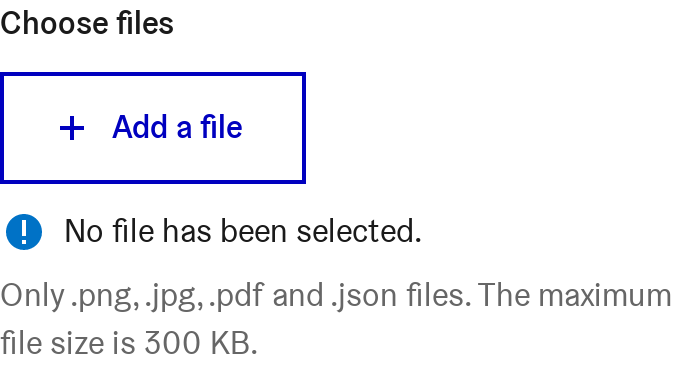 Choose files
+ Add a file
No file has been selected.
Only .png, .jpg, .pdf and .json files. The maximum
file size is 300 KB.